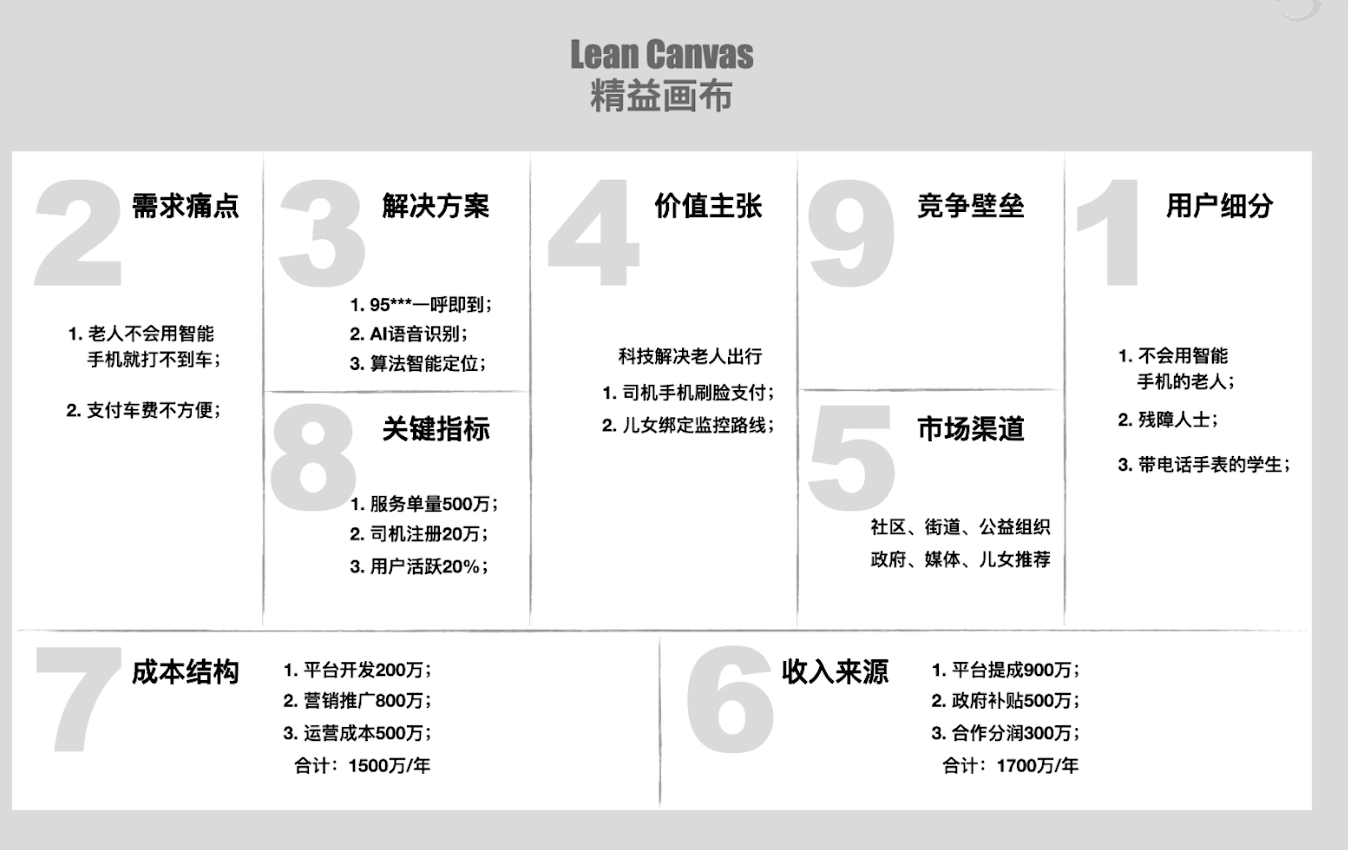 Lean Canvas
精益画布
2 需求痛点
1. 老人不会用智能
手机就打不到车；
2. 支付车费不方便；
3 解决方案
1. 95***一呼即到；
2. AI语音识别；
3. 算法智能定位；
8 关键指标
1. 服务单量500万；
2. 司机注册20万；
3. 用户活跃20%；
4 价值主张
科技解决老人出行
1. 司机手机刷脸支付；
2. 儿女绑定监控路线；
9 竞争壁垒
5 市场渠道
社区、街道、公益组织
政府、媒体、儿女推荐
1 用户细分
1. 不会用智能
手机的老人；
2. 残障人士；
3. 带电话手表的学生；
7 成本结构
1. 平台开发200万；
2. 营销推广800万；
3. 运营成本500万；
合计：1500万/年
6 收入来源
1. 平台提成900万；
2. 政府补贴500万；
3. 合作分润300万；
合计：1700万/年